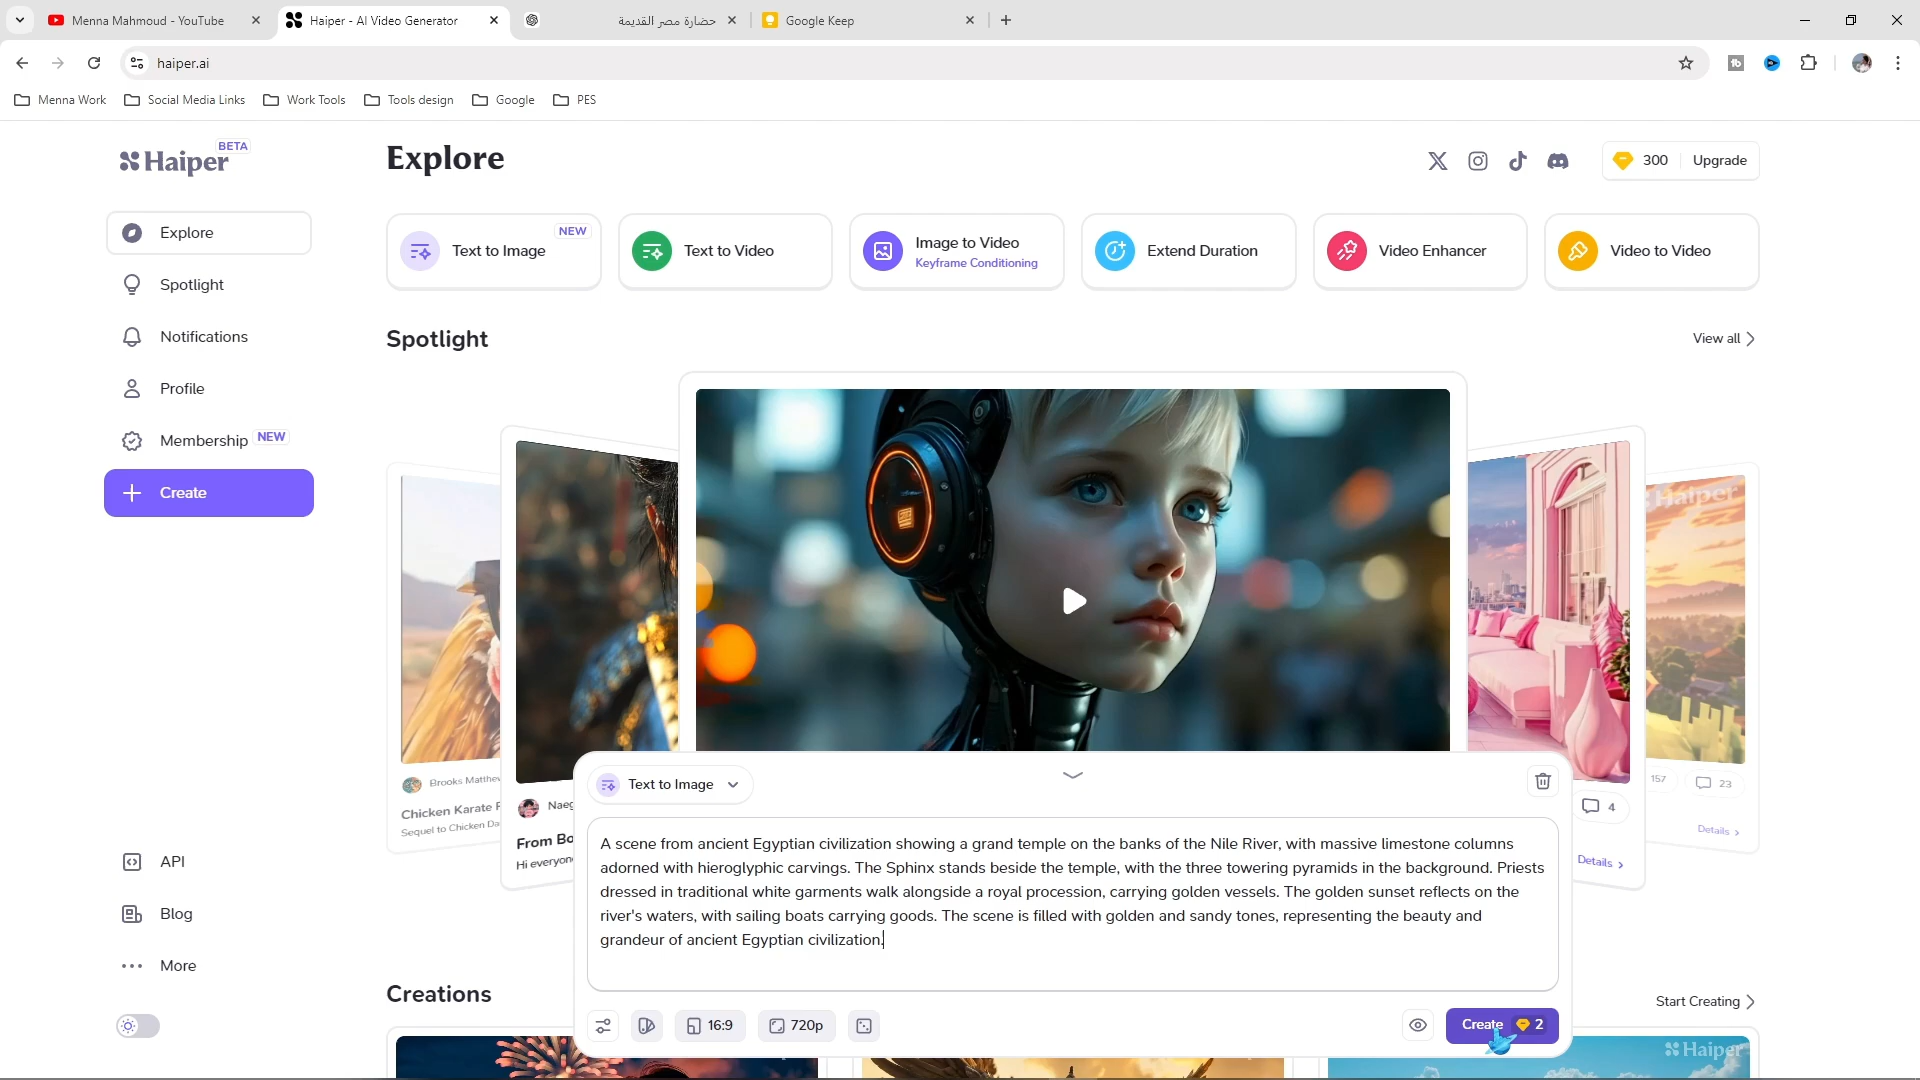 Menna Mahmoud - YouTube
Haiper - AI Video Generator
حضارة مصر القديمة
Google Keep
haiper.ai
Menna Work
Social Media Links
Work Tools
Tools design
Google
PES
Haiper
BETA
Explore
300
Upgrade
Explore
Spotlight
Notifications
Profile
Membership
NEW
Create
API
Blog
More
Text to Image
NEW
Text to Video
Image to Video
Keyframe Conditioning
Extend Duration
Video Enhancer
Video to Video
Spotlight
View all
Haiper
Brooks Matthew
Chicken Karate
Sequel to Chicken Da
Naeg
From Bo
Hi everyone
4
Details
157
23
Details
Text to Image
A scene from ancient Egyptian civilization showing a grand temple on the banks of the Nile River, with massive limestone columns
adorned with hieroglyphic carvings. The Sphinx stands beside the temple, with the three towering pyramids in the background. Priests
dressed in traditional white garments walk alongside a royal procession, carrying golden vessels. The golden sunset reflects on the
river's waters, with sailing boats carrying goods. The scene is filled with golden and sandy tones, representing the beauty and
grandeur of ancient Egyptian civilization.
16:9
720p
Create
2
Creations
Start Creating
Haiper